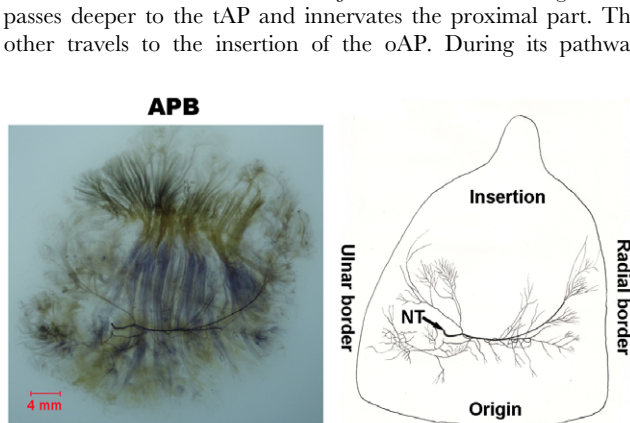 passes deeper to the tAP and innervates the proximal part. Th
other travels to the insertion of the oAP. During its pathwa
APB
4 mm
Insertion
Ulnar border
Radial border
NT
Origin